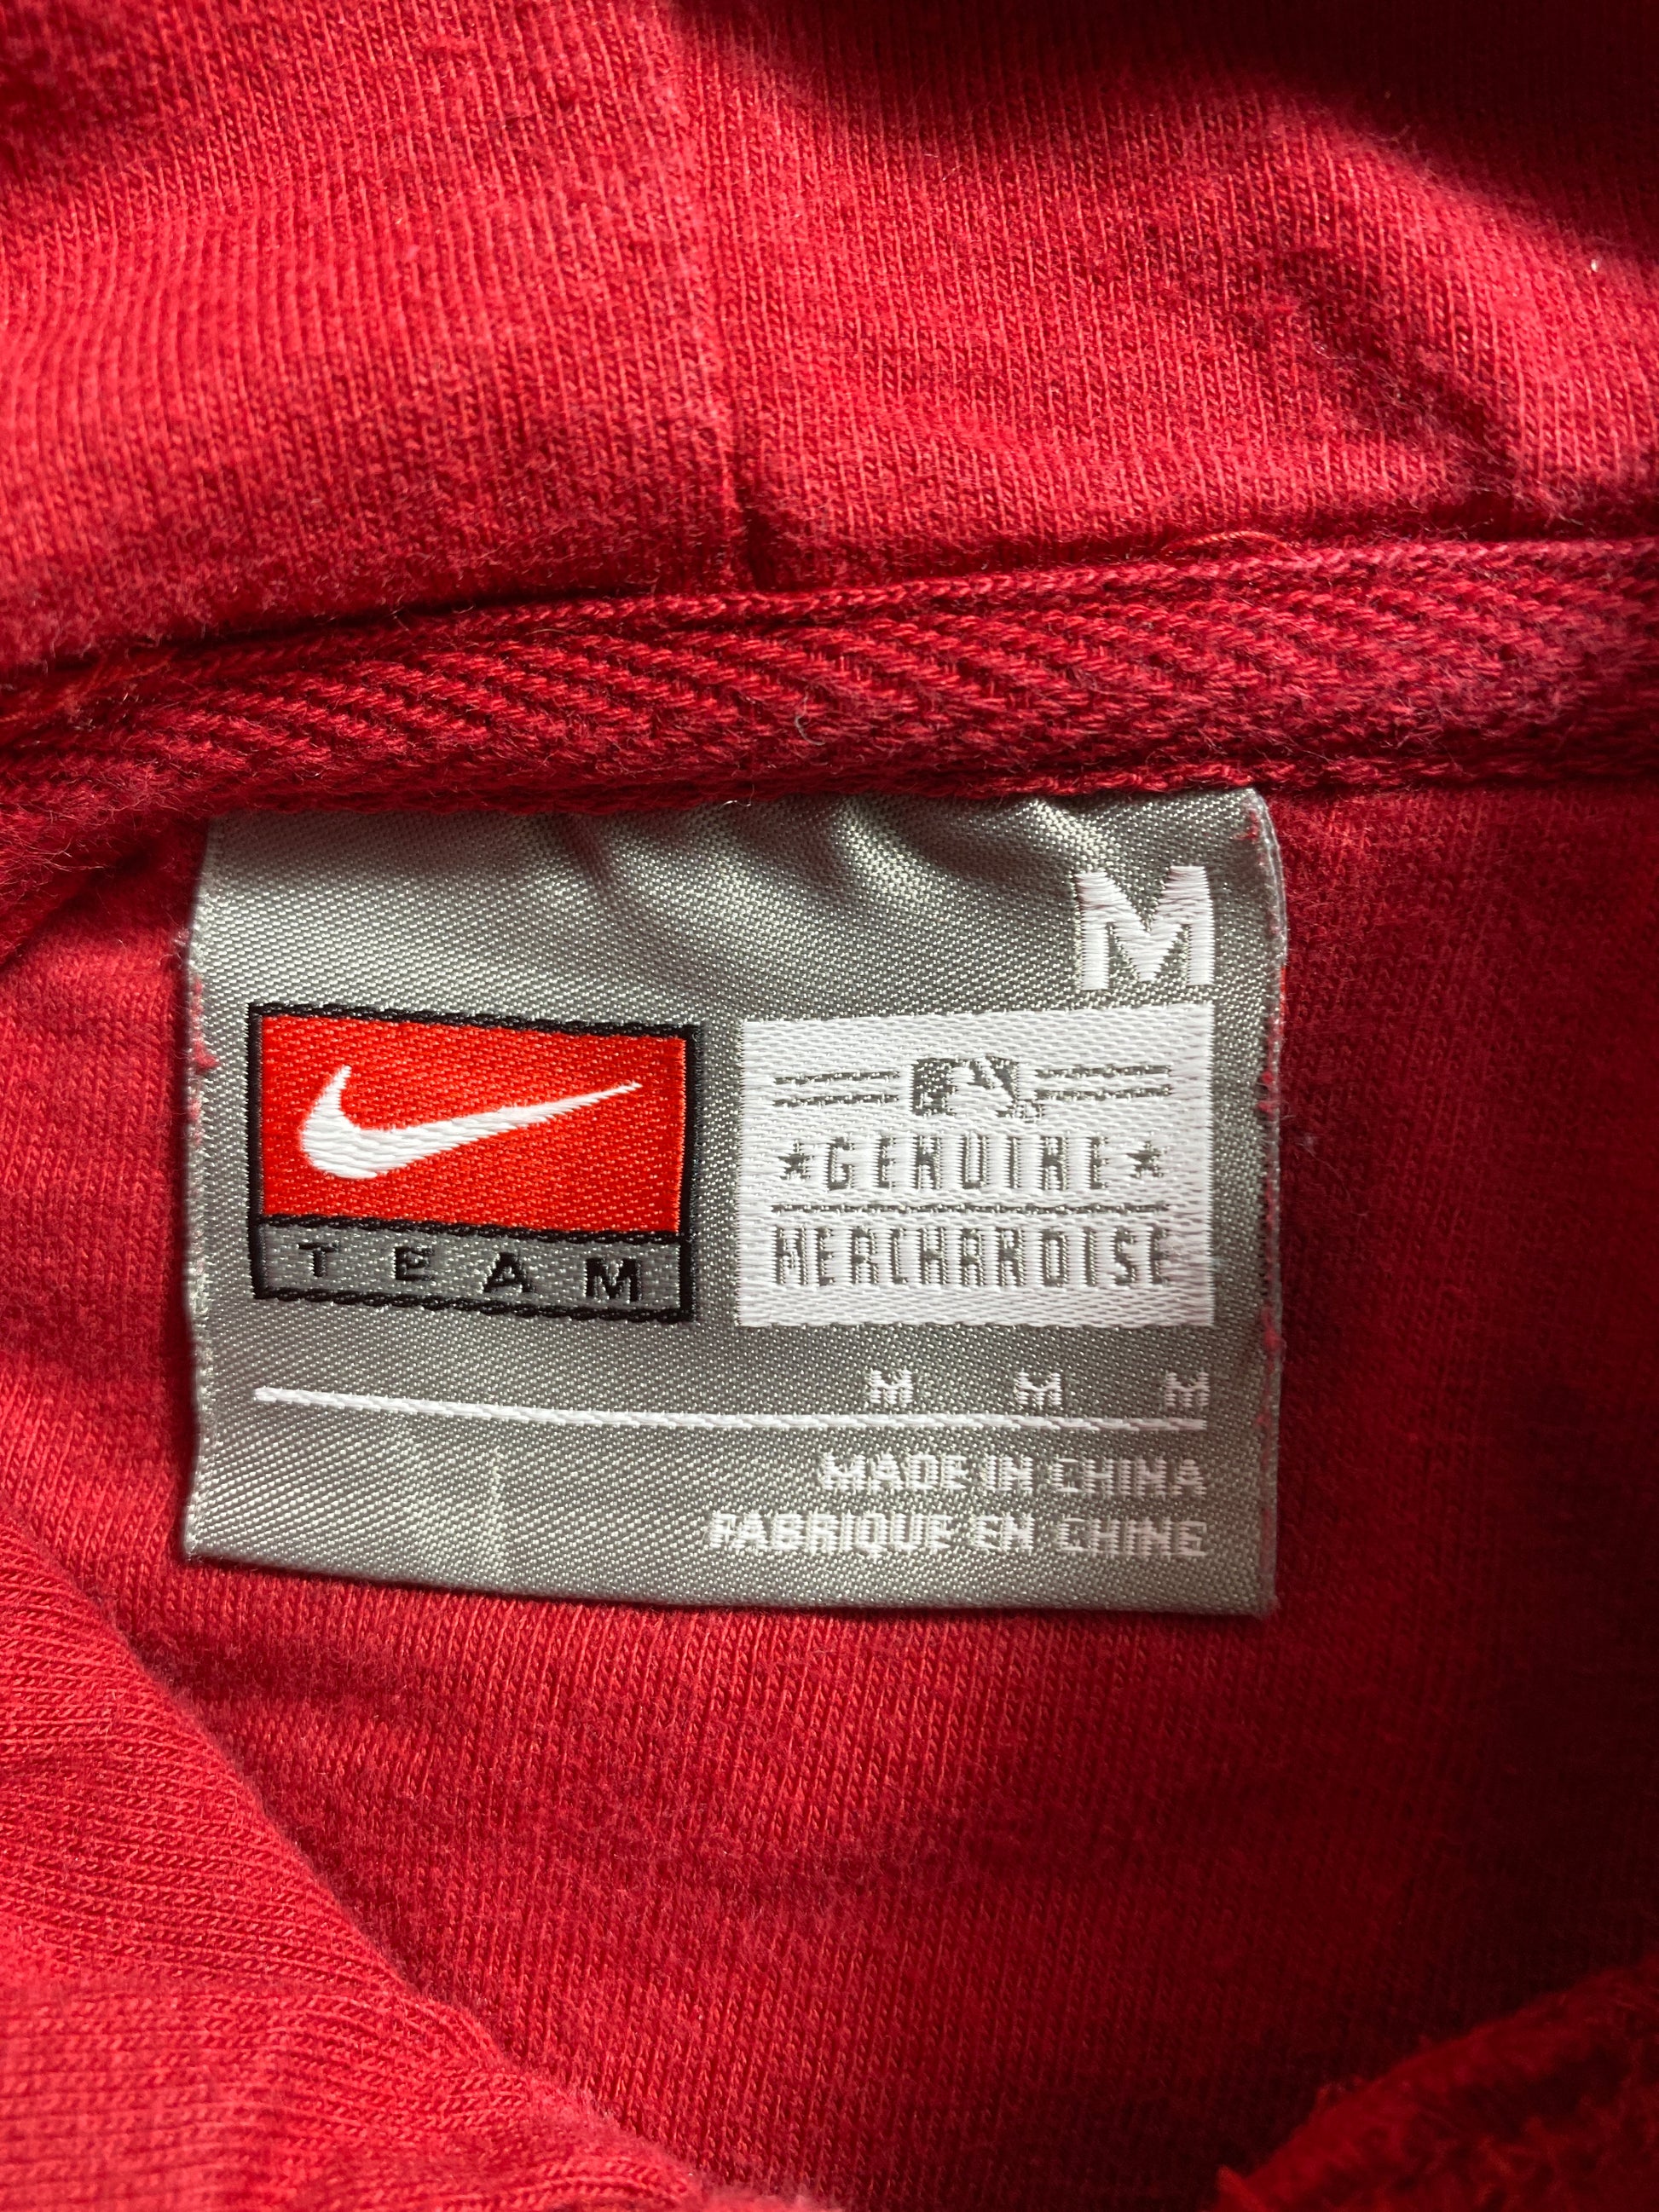 M
TEAM
GENUINE
MERCHANDISE
M M M
MADE IN CHINA
FABRIQUE EN CHINE